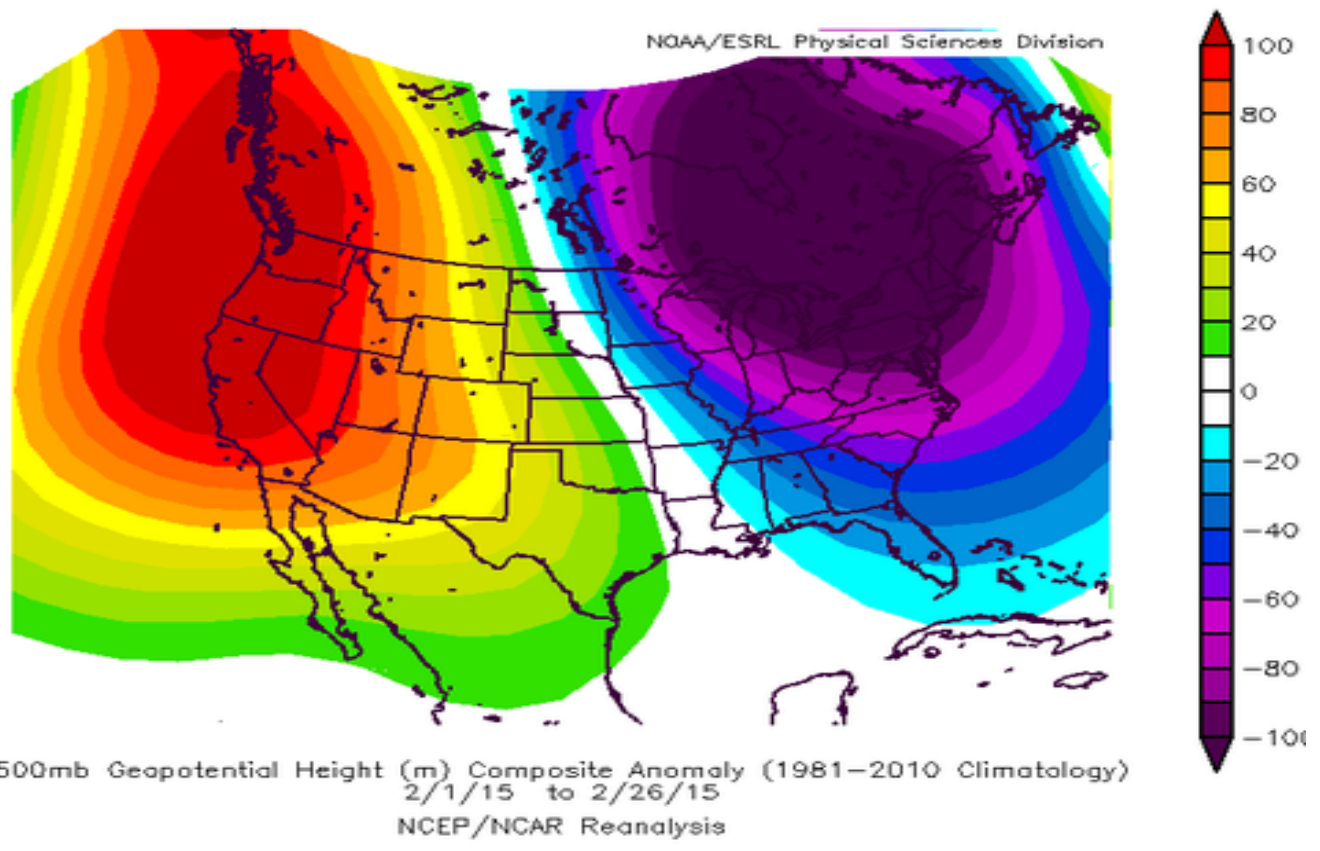 NOAA/ESRL Physical Sciences Division
100
80
60
40
20
0
−20
−40
−60
−80
−100
500mb Geopotential Height (m) Composite Anomaly (1981−2010 Climatology)
2/1/15 to 2/26/15
NCEP/NCAR Reanalysis